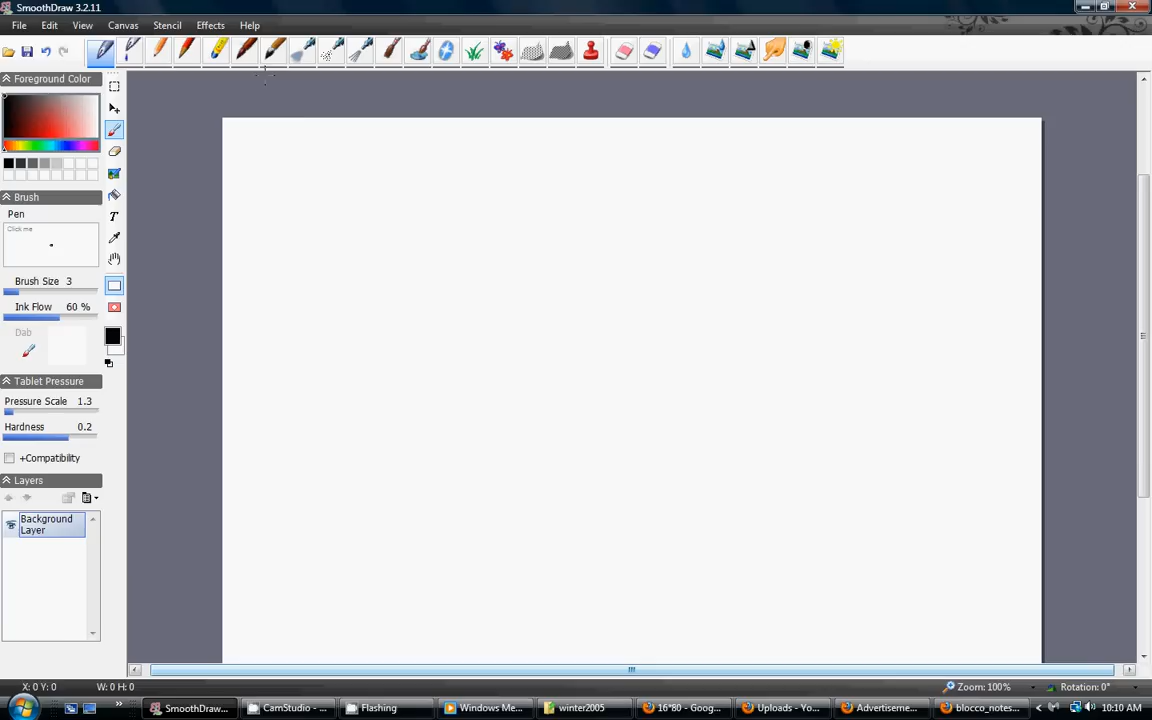 SmoothDraw 3.2.11
File Edit View Canvas Stencil Effects Help
Foreground Color
Brush
Pen
Click me
Brush Size 3
Ink Flow 60 %
Dab
Tablet Pressure
Pressure Scale 1.3
Hardness 0.2
+Compatibility
Layers
Background
Layer
T
X: 0 Y: 0 W: 0 H: 0 Zoom: 100% Rotation: 0°
SmoothDraw... CamStudio - ... Flashing Windows Me... winter2005 16*80 - Goog... Uploads - Yo... Advertiseme... blocco_notes... 10:10 AM